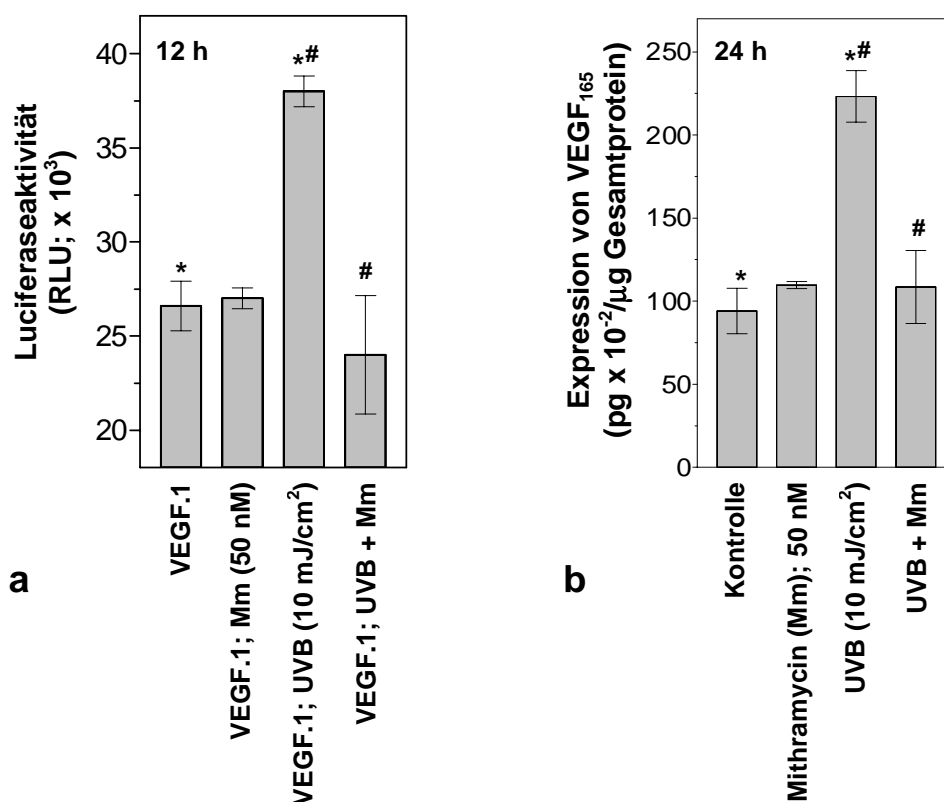 12 h
*
*#
#
40
35
30
25
20
Luciferaseaktivität
(RLU; x 10³)
VEGF.1
VEGF.1; Mm (50 nM)
VEGF.1; UVB (10 mJ/cm²)
VEGF.1; UVB + Mm
a
24 h
*
*#
#
250
200
150
100
50
0
Expression von VEGF₁₆₅
(pg x 10⁻²/µg Gesamtprotein)
Kontrolle
Mithramycin (Mm); 50 nM
UVB (10 mJ/cm²)
UVB + Mm
b